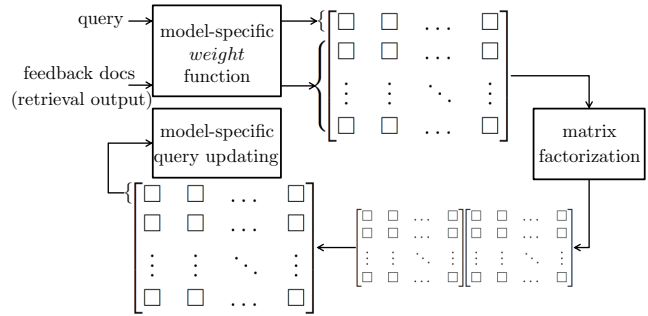 query
model-specific
weight
function
feedback docs
(retrieval output)
model-specific
query updating
matrix
factorization